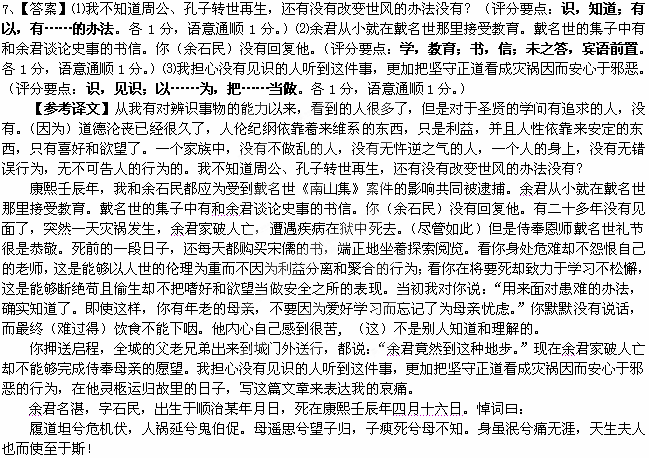 7、【答案】⑴我不知道周公、孔子转世再生，还有没有改变世风的办法没有？（评分要点：识，知道；有
以，有……的办法。各1分，语意通顺1分。）⑵余君从小就在戴名世那里接受教育。戴名世的集子中有
和余君谈论史事的书信。你（余石民）没有回复他。（评分要点：学，教育；书，信；未之答，宾语前置。
各1分，语意通顺1分。）⑶我担心没有见识的人听到这件事，更加把坚守正道看成灾祸因而安心于邪恶。
（评分要点：识，见识；以……为，把……当做。各1分，语意通顺1分。）
【参考译文】从我有对辨识事物的能力以来，看到的人很多了，但是对于圣贤的学问有追求的人，没
有。（因为）道德沦丧已经很久了，人伦纪纲依靠着来维系的东西，只是利益，并且人性依靠来安定的东
西，只有喜好和欲望了。一个家族中，没有不做乱的人，没有无忤逆之气的人，一个人的身上，没有无错
误行为，无不可告人的行为的。我不知道周公、孔子转世再生，还有没有改变世风的办法没有？
康熙壬辰年，我和余石民都应为受到戴名世《南山集》案件的影响共同被逮捕。余君从小就在戴名世
那里接受教育。戴名世的集子中有和余君谈论史事的书信。你（余石民）没有回复他。有二十多年没有见
面了，突然一天灾祸发生，余君家破人亡，遭遇疾病在狱中死去。（尽管如此）但是侍奉恩师戴名世礼节
很是恭敬。死前的一段日子，还每天都购买宋儒的书，端正地坐着探索阅览。看你身处危难却不怨恨自己
的老师，这是能够以人世的伦理为重而不因为利益分离和聚合的行为，看你在将要死却致力于学习不松懈，
这是能够断绝苟且偷生却不把嗜好和欲望当做安全之所的表现。当初我对你说：“用来面对患难的办法，
确实知道了。即使这样，你有年老的母亲，不要因为爱好学习而忘记了为母亲忧虑。”你默默没有说话，
而最终（难过得）饮食不能下咽。他内心自己感到很苦，（这）不是别人知道和理解的。
你押送启程，全城的父老兄弟出来到城门外送行，都说：“余君竟然到这种地步。”现在余君家破人亡
却不能够完成侍奉母亲的愿望。我担心没有见识的人听到这件事，更加把坚守正道看成灾祸因而安心于邪恶
的行为，在他灵柩运归故里的日子，写这篇文章来表达我的哀痛。
余君名湛，字石民，出生于顺治某年月日，死在康熙壬辰年四月十六日。悼词曰：
履道坦兮危机伏，人祸延兮鬼伯促。母遥思兮望子归，子瘐死兮母不知。身虽泯兮痛无涯，天生夫人
也而使至于斯！